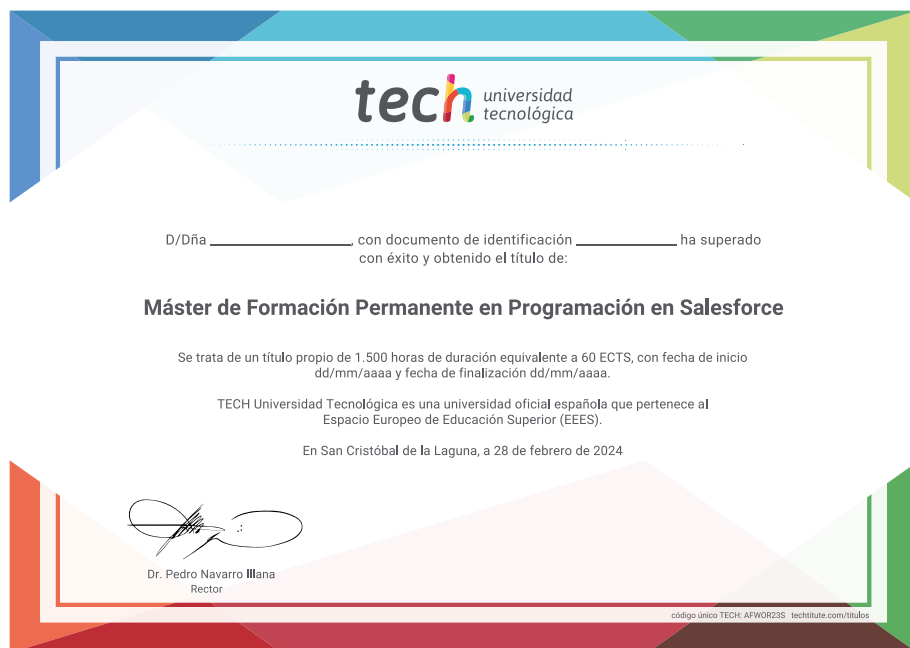 tech universidad
tecnológica
D/Dña ______________, con documento de identificación __________ ha superado
con éxito y obtenido el título de:
Máster de Formación Permanente en Programación en Salesforce
Se trata de un título propio de 1.500 horas de duración equivalente a 60 ECTS, con fecha de inicio
dd/mm/aaaa y fecha de finalización dd/mm/aaaa.
TECH Universidad Tecnológica es una universidad oficial española que pertenece al
Espacio Europeo de Educación Superior (EEES).
En San Cristóbal de la Laguna, a 28 de febrero de 2024
Dr. Pedro Navarro Illana
Rector
código único TECH: AFWOR23S techtitute.com/titulos